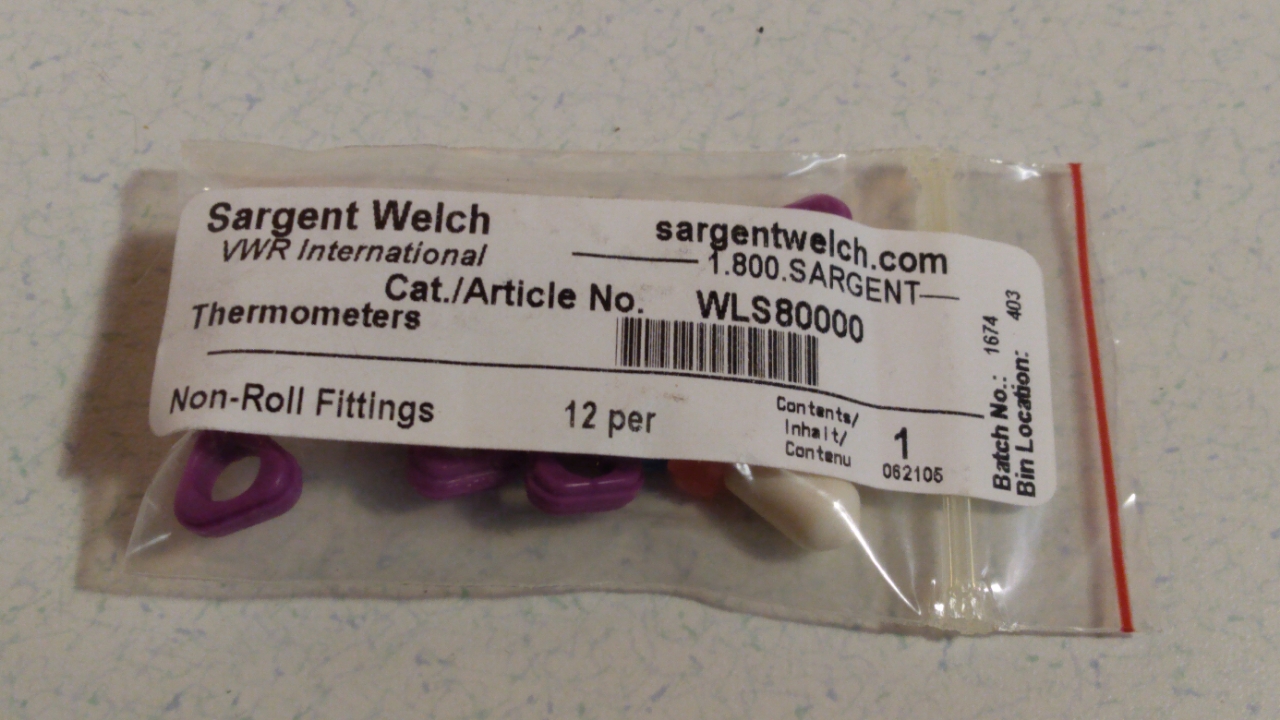 Sargent Welch
VWR International
sargentwelch.com
1.800.SARGENT
Cat./Article No. WLS80000
Thermometers
Non-Roll Fittings 12 per
Contents/
Inhalt/
Contenu
1
062105
Batch No.: 1674
Bin Location: 403